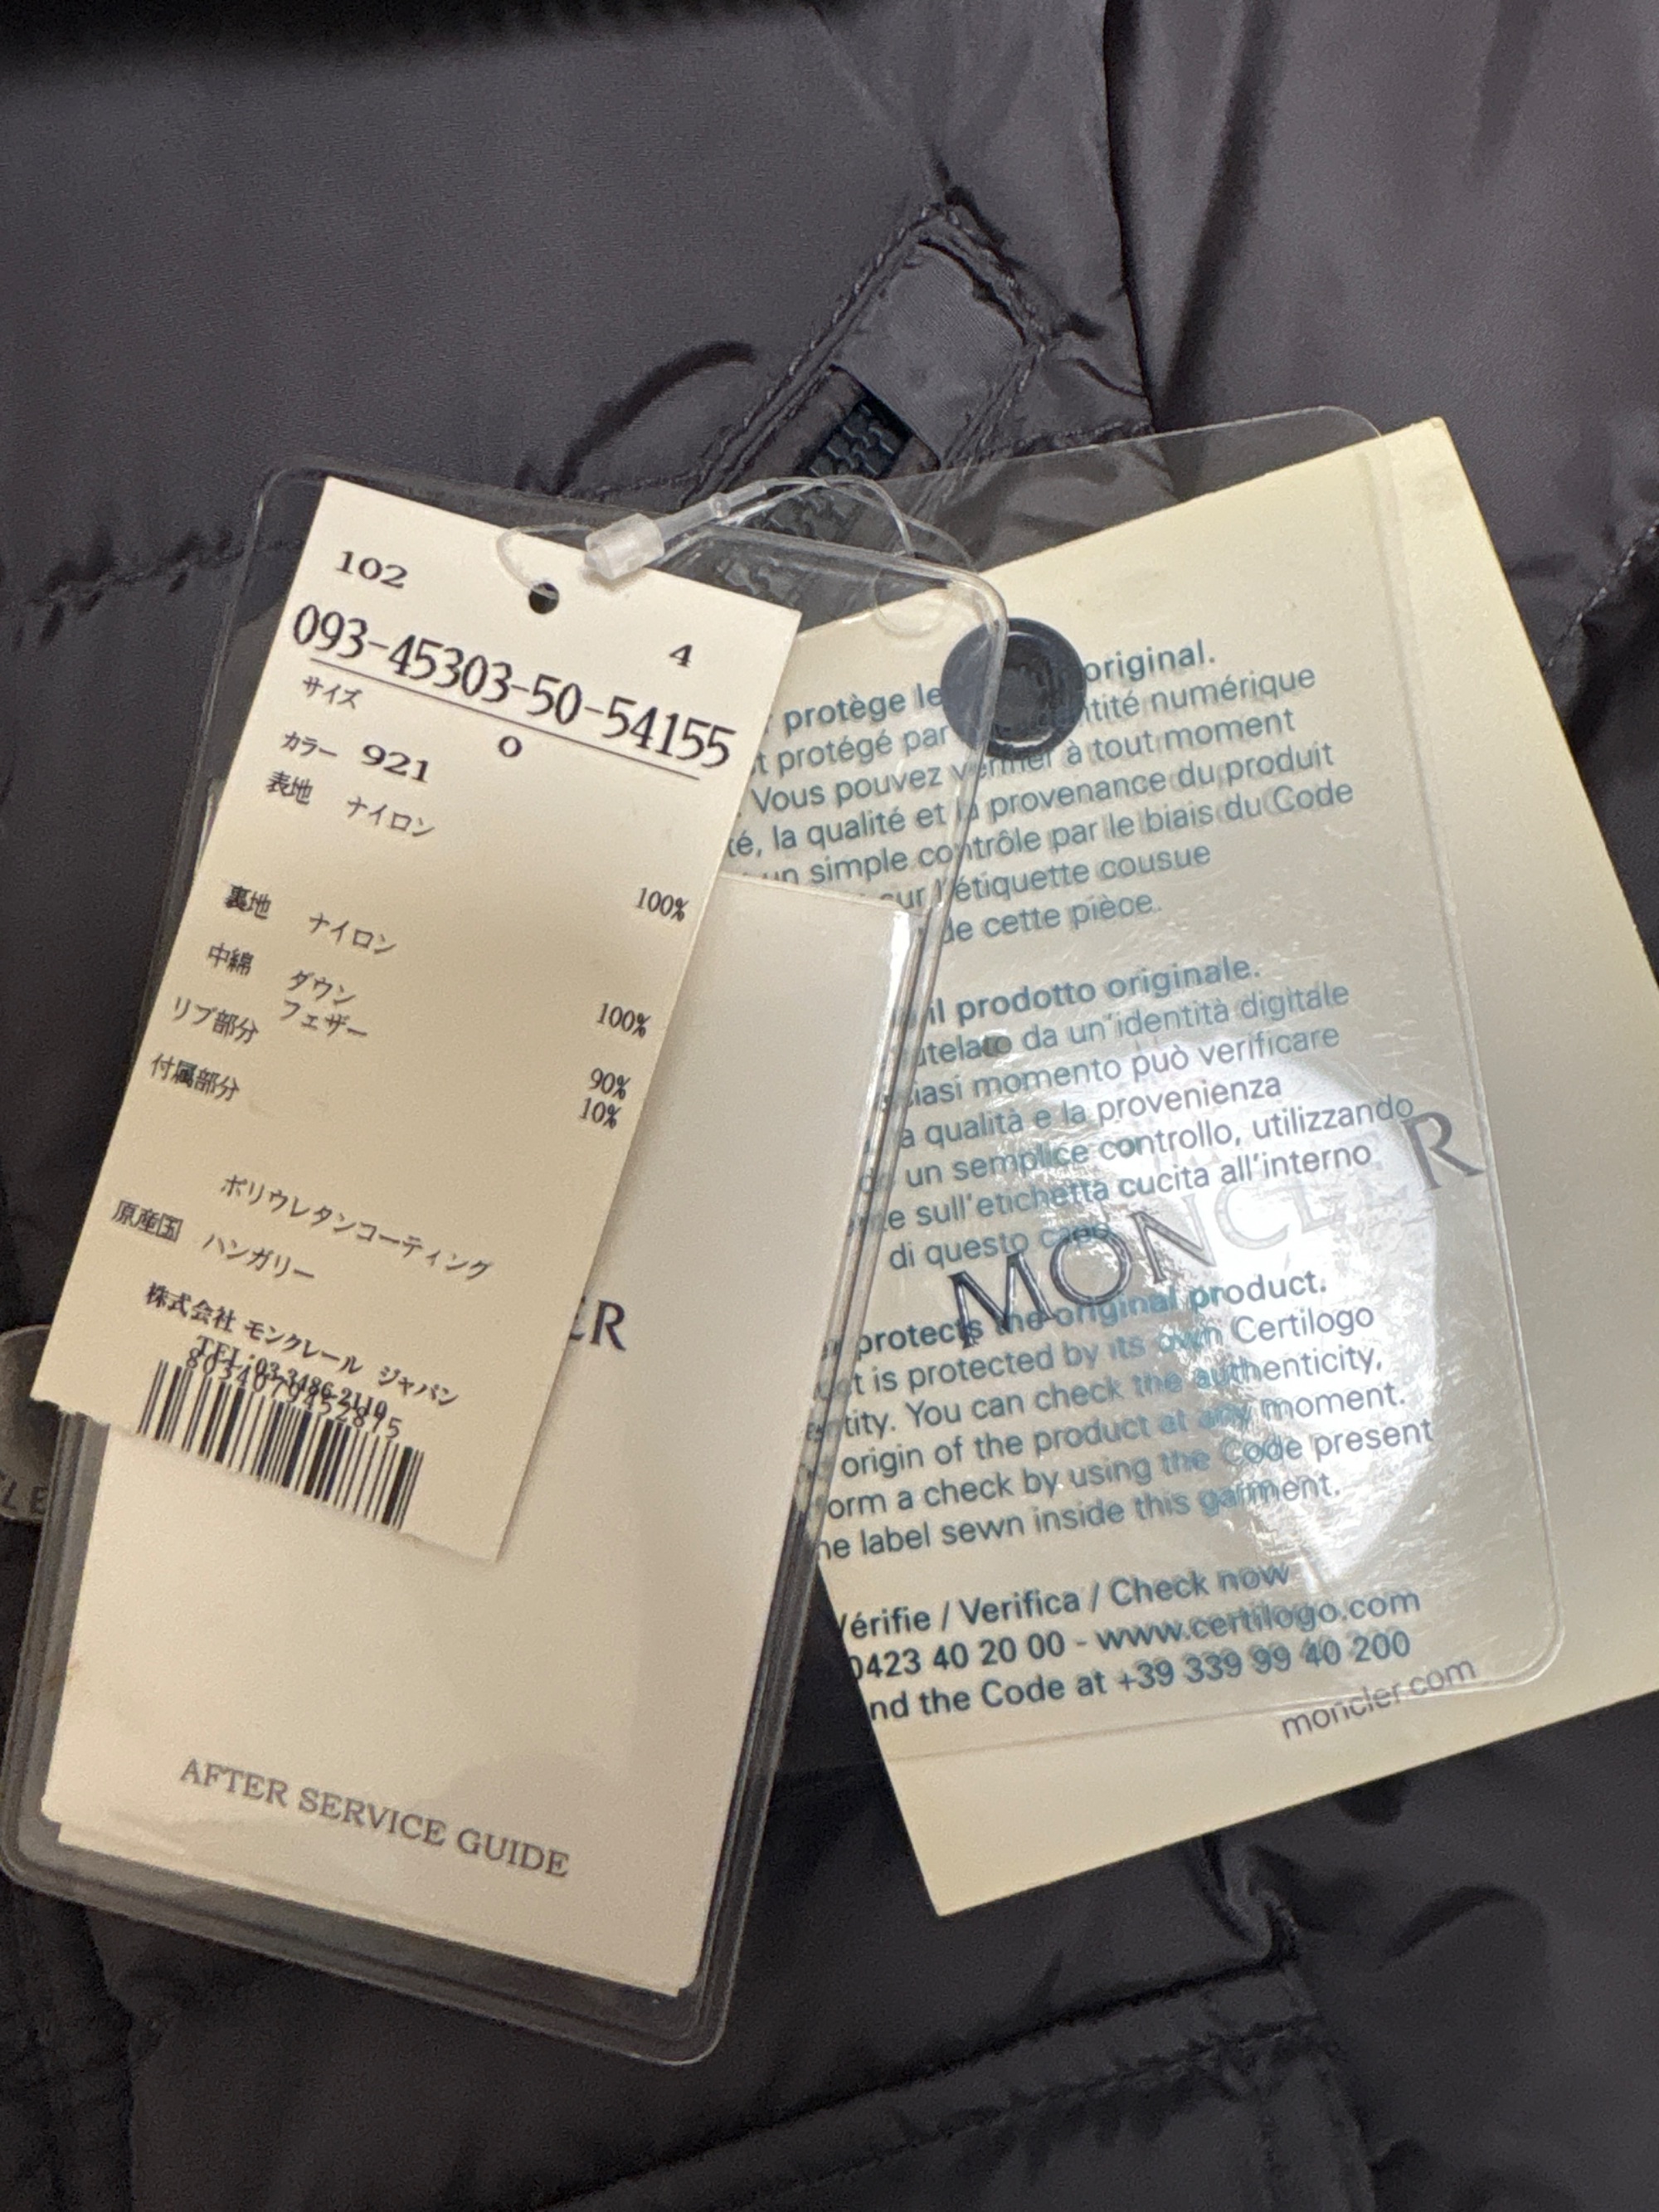 102
4
093-45303-50-54155
サイズ 0
カラー 921
表地 ナイロン
100%
裏地 ナイロン
100%
中綿 ダウン
90%
フェザー
10%
リブ部分
付属部分
ポリウレタンコーティング
原産国 ハンガリー
株式会社 モンクレール ジャパン
TEL:03-3486-2110
ER
AFTER SERVICE GUIDE
protège le original.
protégé par numérique
Vous pouvez vérifier à tout moment
la qualité et la provenance du produit
un simple contrôle par le biais du Code
sur l'étiquette cousue
de cette pièce.
il prodotto originale.
da un'identità digitale
momento può verificare
qualità e la provenienza
un semplice controllo, utilizzando
sull'etichetta cucita all'interno
di questo capo
MONCLER
protects the original product.
is protected by its own Certilogo
You can check the authenticity,
origin of the product at any moment.
a check by using the Code present
label sewn inside this garment.
Vérifie / Verifica / Check now
0423 40 20 00 - www.certilogo.com
the Code at +39 339 99 40 200
moncler.com